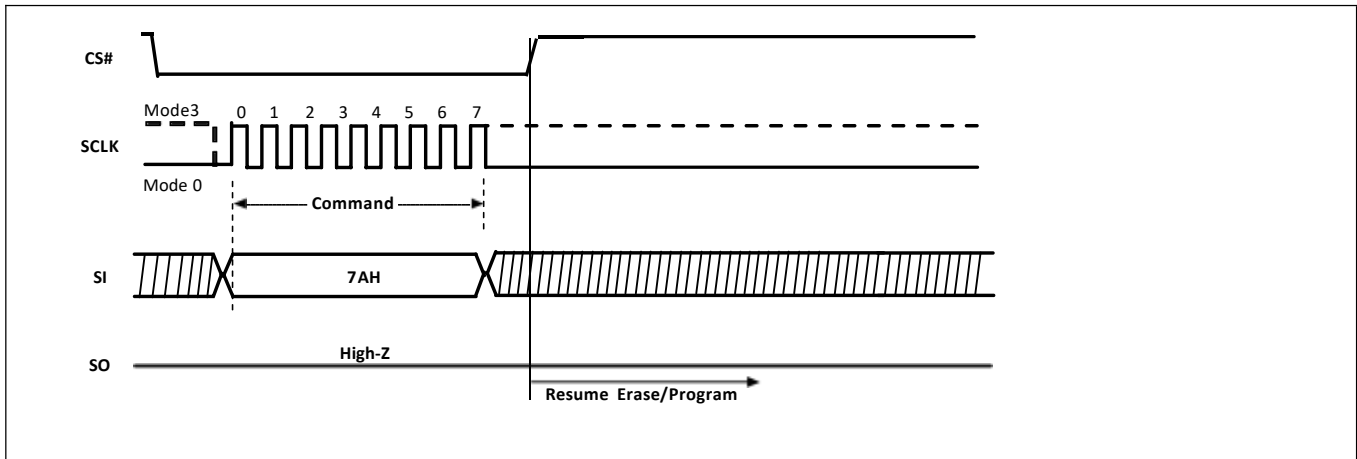 CS#
Mode3
0 1 2 3 4 5 6 7
SCLK
Mode 0
Command
SI
7AH
High-Z
SO
Resume Erase/Program